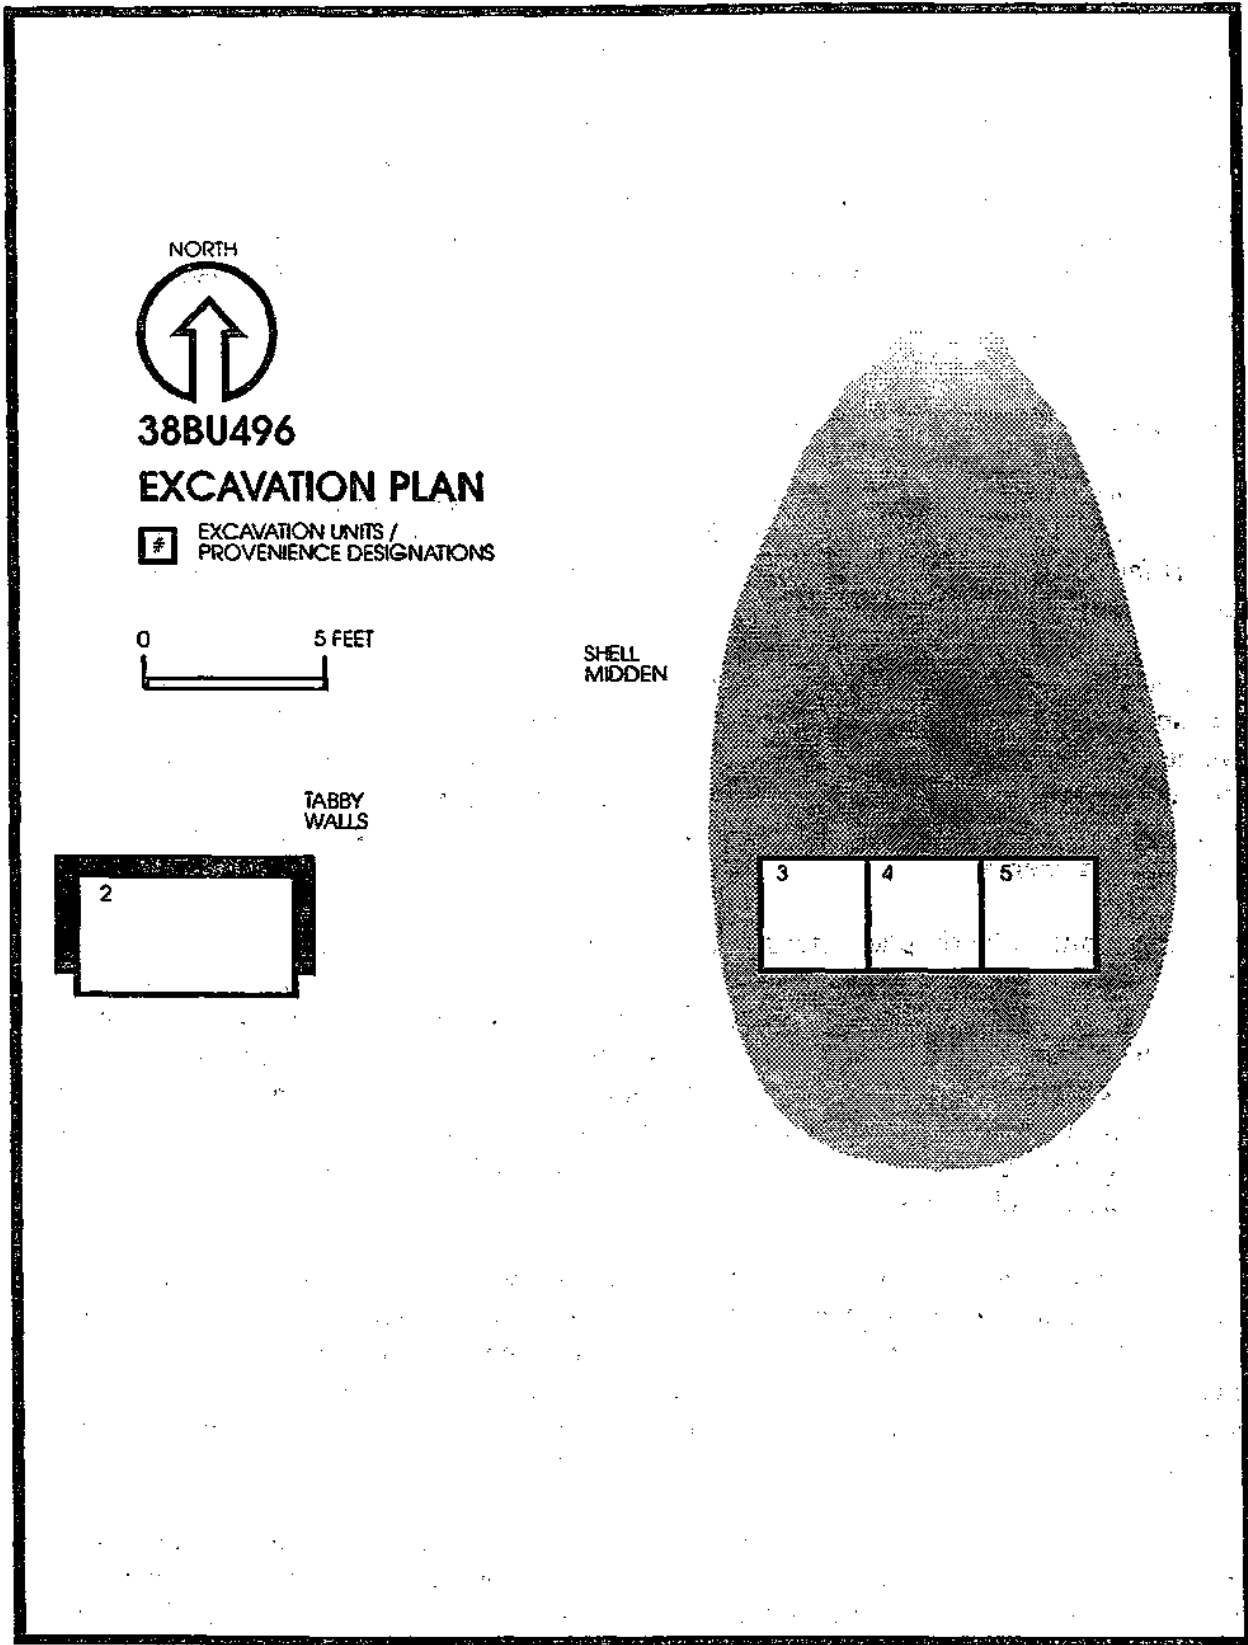 NORTH
38BU496
EXCAVATION PLAN
#
EXCAVATION UNITS /
PROVENIENCE DESIGNATIONS
0
5 FEET
SHELL
MIDDEN
TABBY
WALLS
2
3
4
5